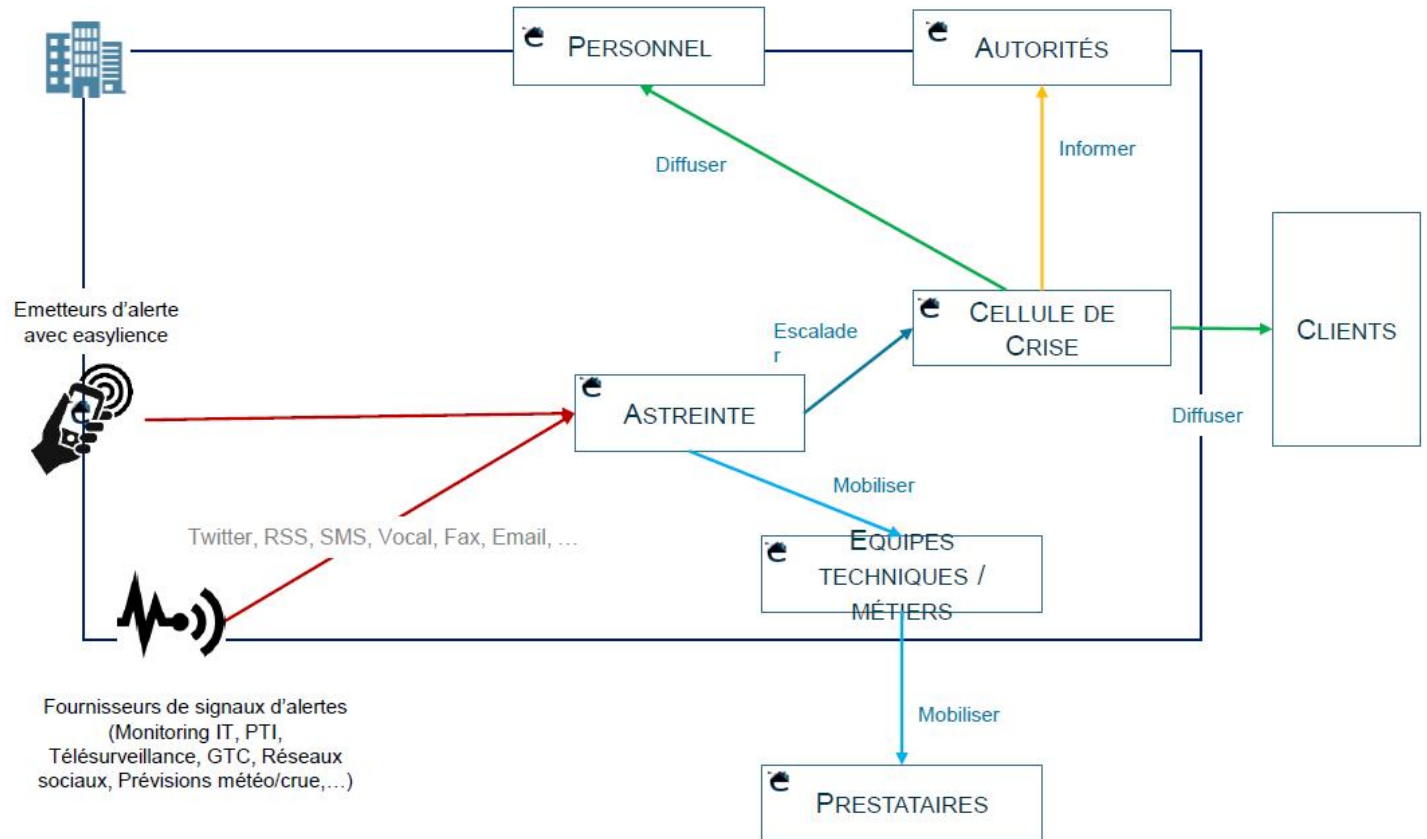 PERSONNEL
AUTORITÉS
Diffuser
Informer
Emetteurs d'alerte
avec easylience
Escalade
r
CELLULE DE
CRISE
CLIENTS
ASTREINTE
Diffuser
Mobiliser
Twitter, RSS, SMS, Vocal, Fax, Email, …
EQUIPES
TECHNIQUES /
MÉTIERS
Fournisseurs de signaux d'alertes
(Monitoring IT, PTI,
Télésurveillance, GTC, Réseaux
sociaux, Prévisions météo/crue,…)
Mobiliser
PRESTATAIRES